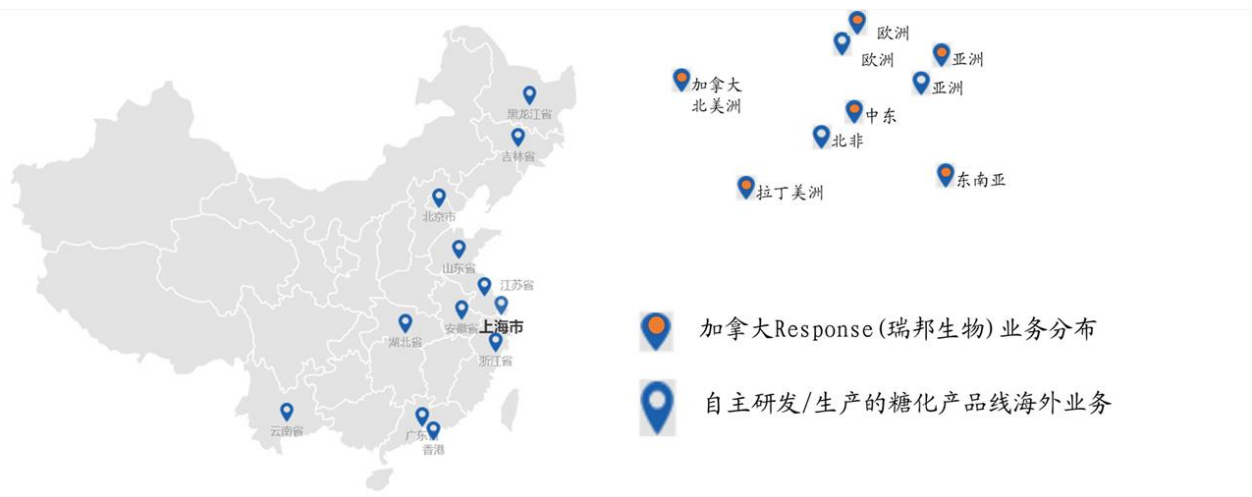 黑龙江省
吉林省
北京市
山东省
江苏省
安徽省
上海市
湖北省
浙江省
云南省
广东省
香港
欧洲
欧洲
亚洲
亚洲
加拿大
北美洲
中东
北非
东南亚
拉丁美洲
加拿大Response(瑞邦生物)业务分布
自主研发/生产的糖化产品线海外业务